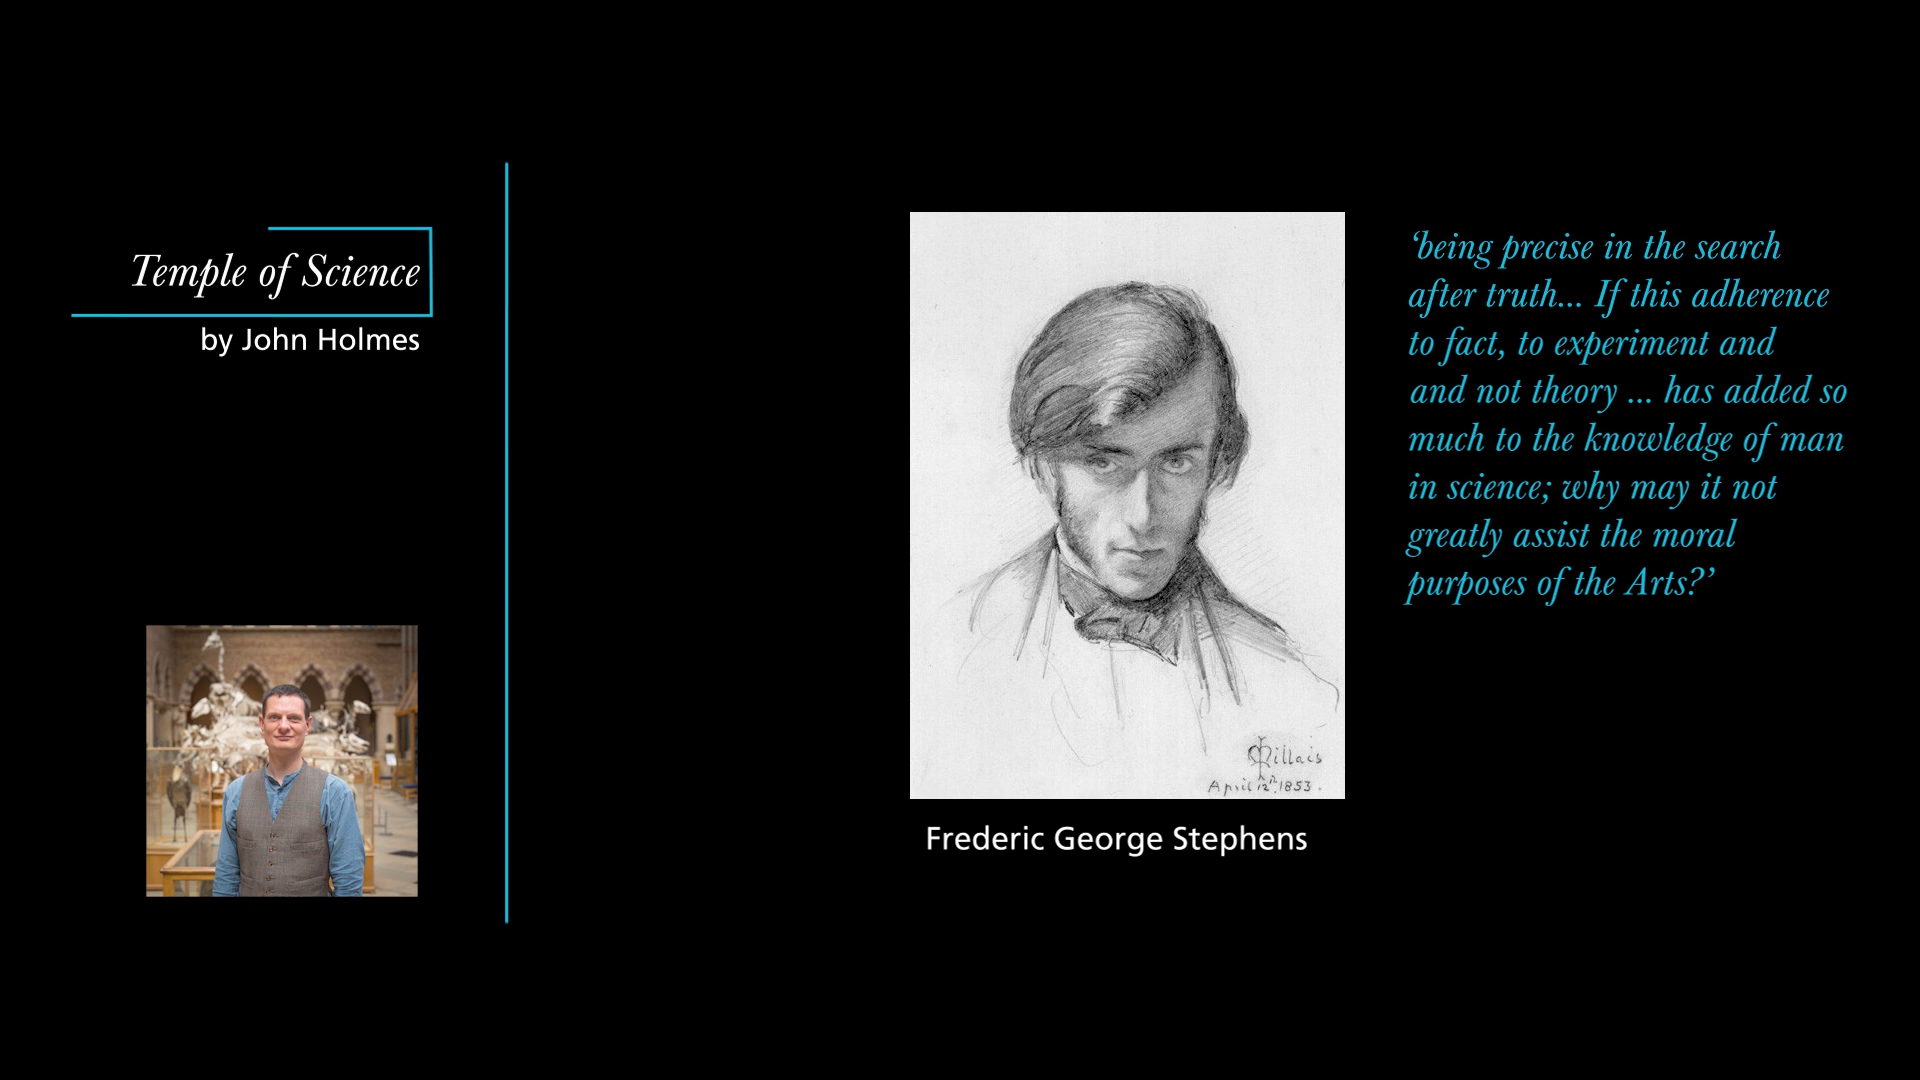 Temple of Science
by John Holmes
‘being precise in the search
after truth... If this adherence
to fact, to experiment and
and not theory ... has added so
much to the knowledge of man
in science; why may it not
greatly assist the moral
purposes of the Arts?’
Millais
April 12th. 1853.
Frederic George Stephens